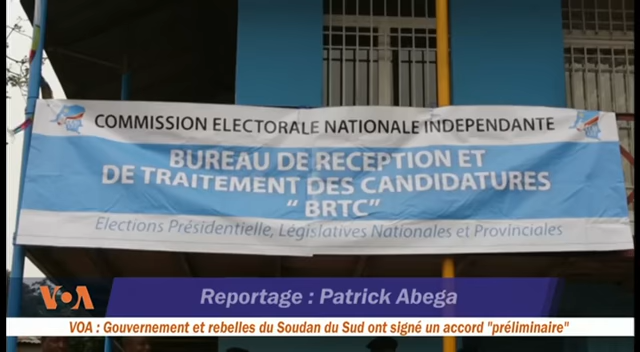 COMMISSION ELECTORALE NATIONALE INDEPENDANTE
BUREAU DE RECEPTION ET
DE TRAITEMENT DES CANDIDATURES
“ BRTC”
Elections Présidentielle, Législatives Nationales et Provinciales
VOA
Reportage : Patrick Abega
VOA : Gouvernement et rebelles du Soudan du Sud ont signé un accord "préliminaire"